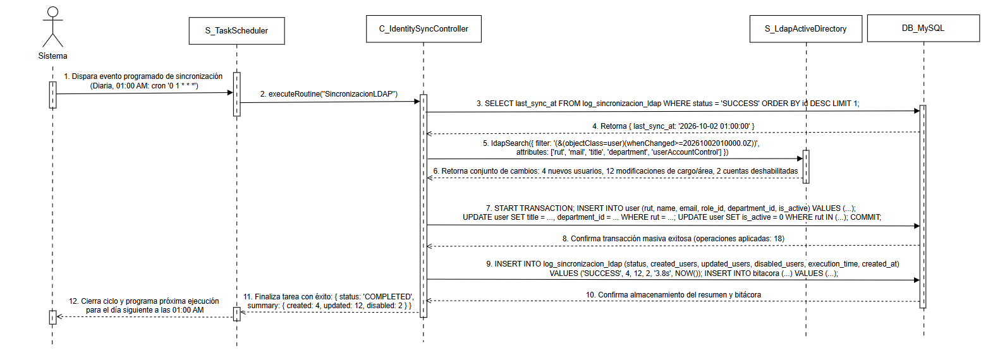 Sistema
S_TaskScheduler
C_IdentitySyncController
S_LdapActiveDirectory
DB_MySQL
1. Dispara evento programado de sincronización
(Diaria, 01:00 AM: cron '0 1 * * *')
2. executeRoutine("SincronizacionLDAP")
3. SELECT last_sync_at FROM log_sincronizacion_ldap WHERE status = 'SUCCESS' ORDER BY id DESC LIMIT 1;
4. Retorna { last_sync_at: '2026-10-02 01:00:00' }
5. ldapSearch({ filter: '(&(objectClass=user)(whenChanged>=20261002010000.0Z))',
attributes: ['rut', 'mail', 'title', 'department', 'userAccountControl'] })
6. Retorna conjunto de cambios: 4 nuevos usuarios, 12 modificaciones de cargo/área, 2 cuentas deshabilitadas
7. START TRANSACTION; INSERT INTO user (rut, name, email, role_id, department_id, is_active) VALUES (...);
UPDATE user SET title = ..., department_id = ... WHERE rut = ...; UPDATE user SET is_active = 0 WHERE rut IN (...); COMMIT;
8. Confirma transacción masiva exitosa (operaciones aplicadas: 18)
9. INSERT INTO log_sincronizacion_ldap (status, created_users, updated_users, disabled_users, execution_time, created_at)
VALUES ('SUCCESS', 4, 12, 2, '3.8s', NOW()); INSERT INTO bitacora (...) VALUES (...);
10. Confirma almacenamiento del resumen y bitácora
11. Finaliza tarea con éxito: { status: 'COMPLETED',
summary: { created: 4, updated: 12, disabled: 2 } }
12. Cierra ciclo y programa próxima ejecución
para el día siguiente a las 01:00 AM